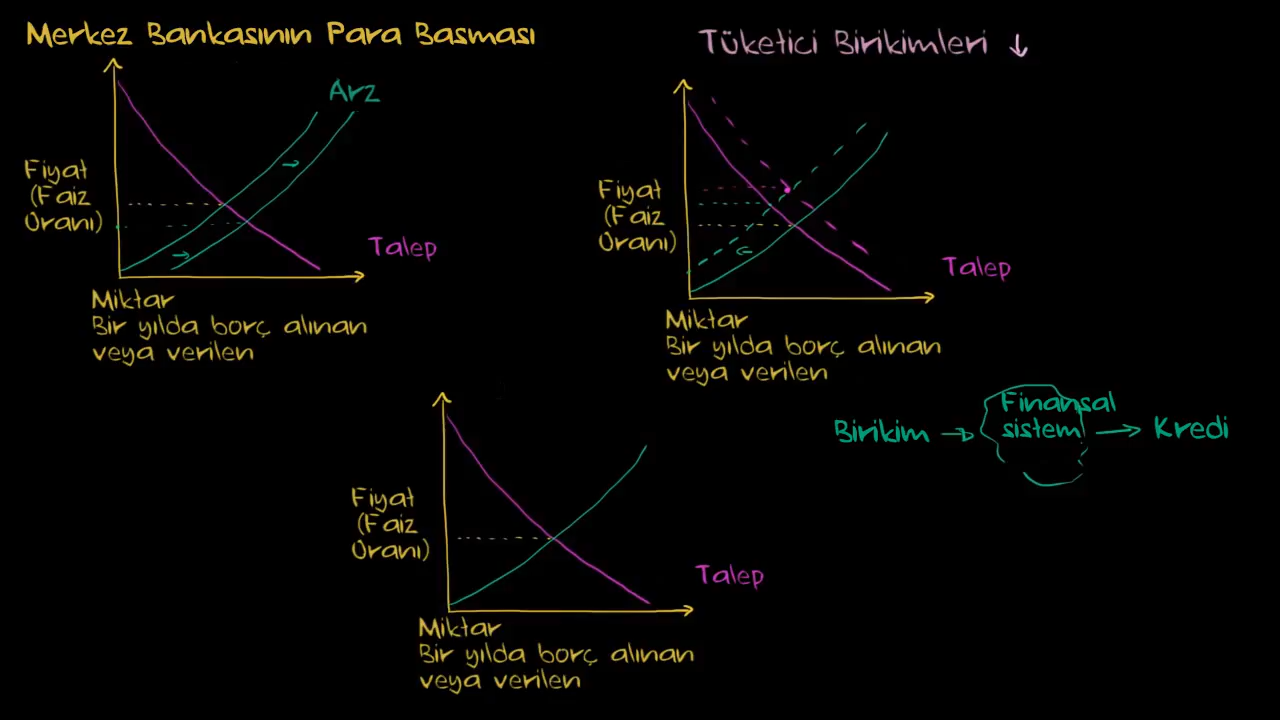 Merkez Bankasının Para Basması
Arz
Fiyat
(Faiz
Oranı)
Talep
Miktar
Bir yılda borç alınan
veya verilen
Tüketici Birikimleri ↓
Fiyat
(Faiz
Oranı)
Talep
Miktar
Bir yılda borç alınan
veya verilen
Birikim → Finansal sistem → Kredi
Fiyat
(Faiz
Oranı)
Talep
Miktar
Bir yılda borç alınan
veya verilen